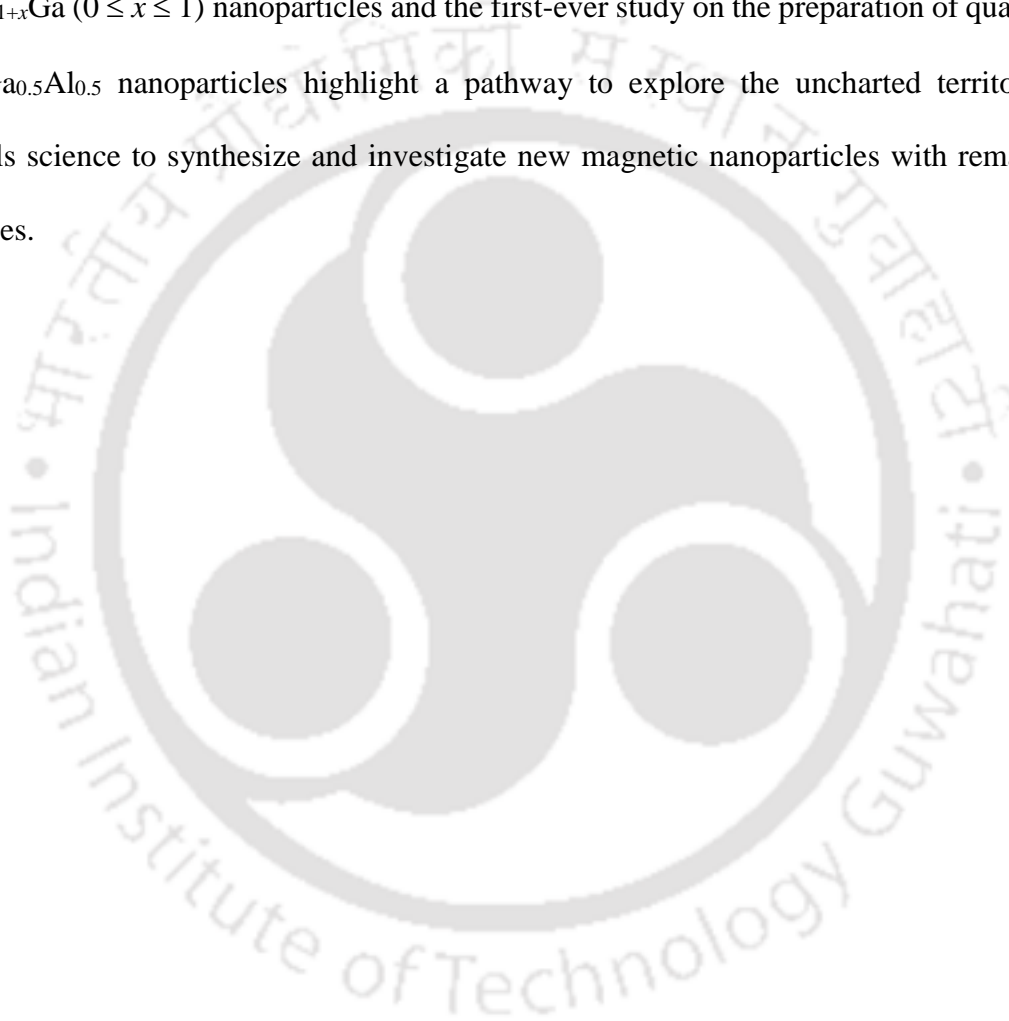 1+xGa (0 ≤ x ≤ 1) nanoparticles and the first-ever study on the preparation of qua
a0.5Al0.5 nanoparticles highlight a pathway to explore the uncharted territo
ls science to synthesize and investigate new magnetic nanoparticles with rem
es.
भारतीय प्रौद्योगिकी संस्थान गुवाहाटी
• Indian Institute of Technology Guwahati •